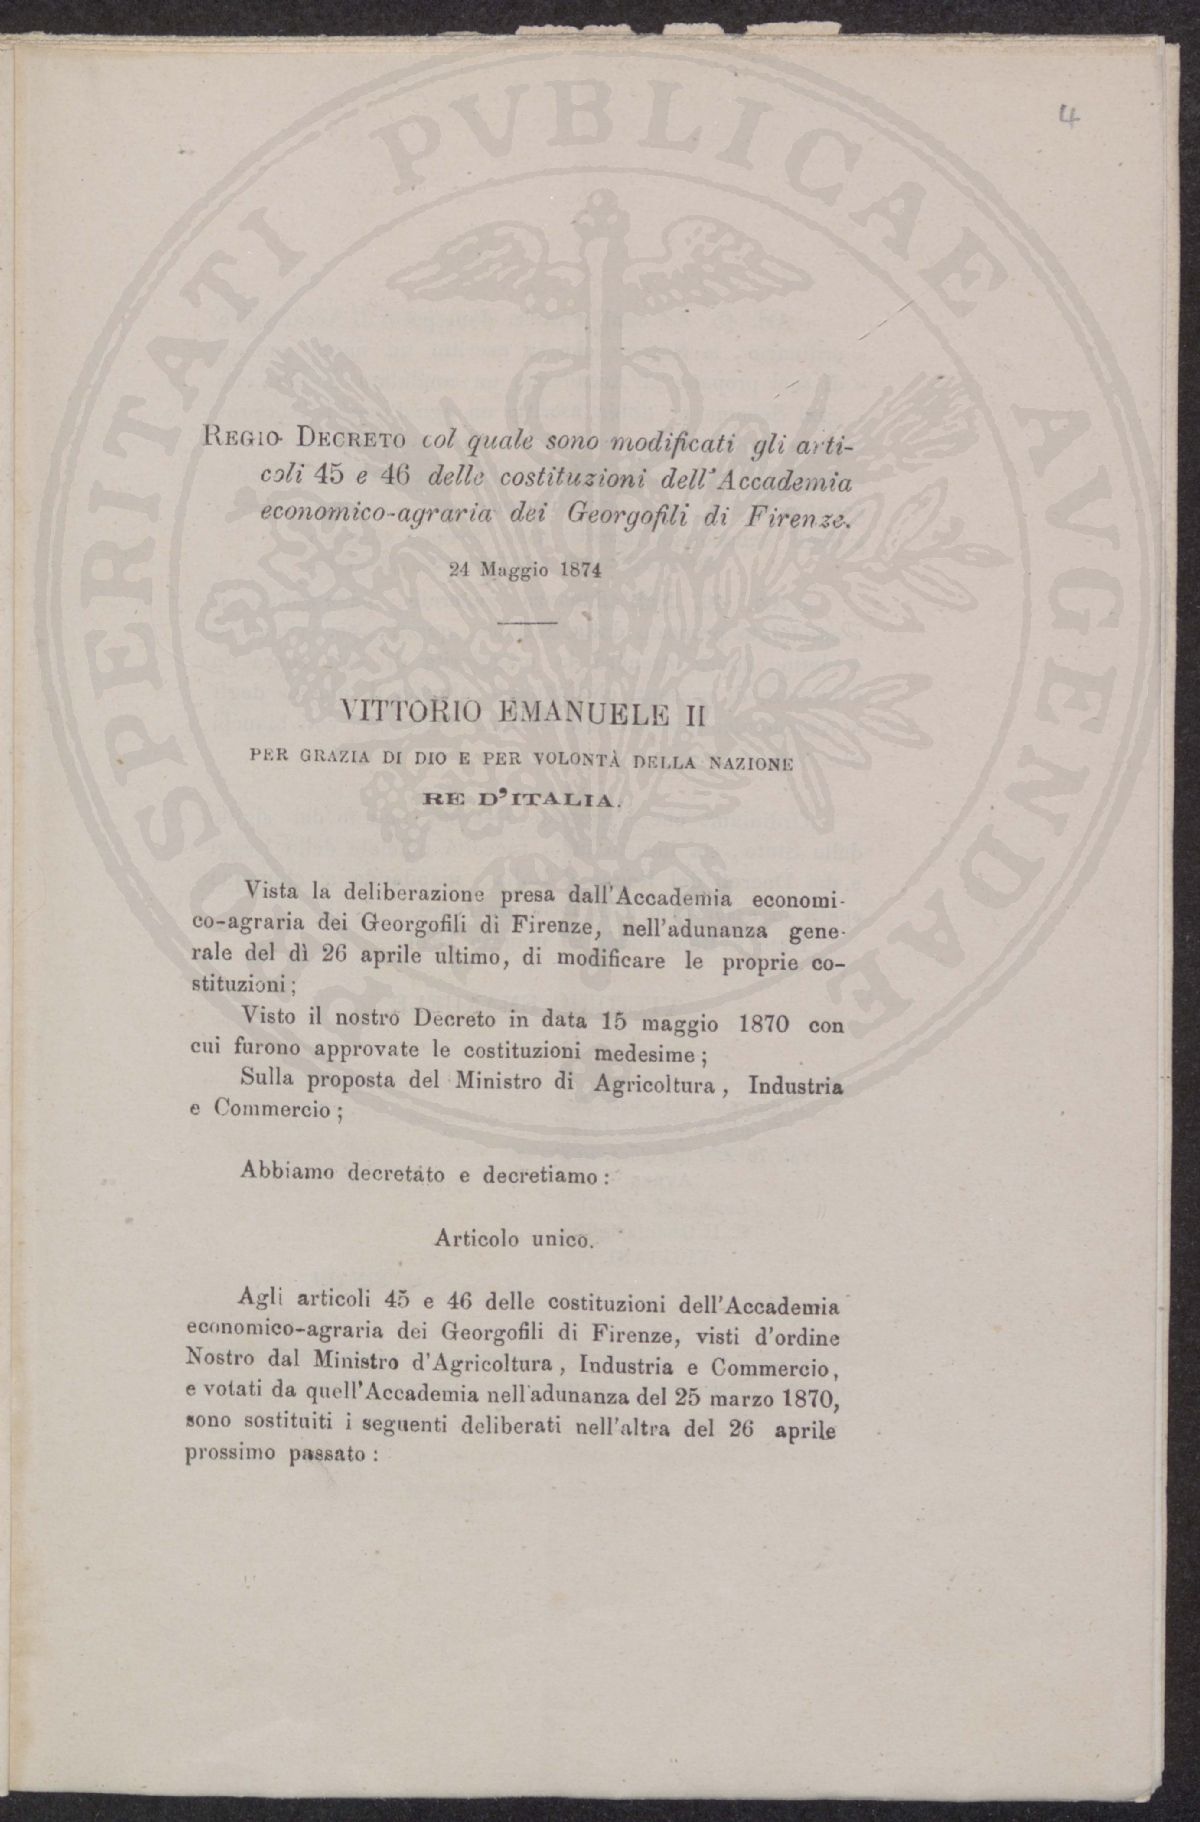 4
PROSPERITATI PVBLICAE AVGENDAE
REGIO DECRETO col quale sono modificati gli arti-
coli 45 e 46 delle costituzioni dell'Accademia
economico-agraria dei Georgofili di Firenze.
24 Maggio 1874
VITTORIO EMANUELE II
PER GRAZIA DI DIO E PER VOLONTÀ DELLA NAZIONE
RE D'ITALIA.
Vista la deliberazione presa dall'Accademia economi-
co-agraria dei Georgofili di Firenze, nell'adunanza gene-
rale del dì 26 aprile ultimo, di modificare le proprie co-
stituzioni;
Visto il nostro Decreto in data 15 maggio 1870 con
cui furono approvate le costituzioni medesime;
Sulla proposta del Ministro di Agricoltura, Industria
e Commercio;
Abbiamo decretato e decretiamo:
Articolo unico.
Agli articoli 45 e 46 delle costituzioni dell'Accademia
economico-agraria dei Georgofili di Firenze, visti d'ordine
Nostro dal Ministro d'Agricoltura, Industria e Commercio,
e votati da quell'Accademia nell'adunanza del 25 marzo 1870,
sono sostituiti i seguenti deliberati nell'altra del 26 aprile
prossimo passato: